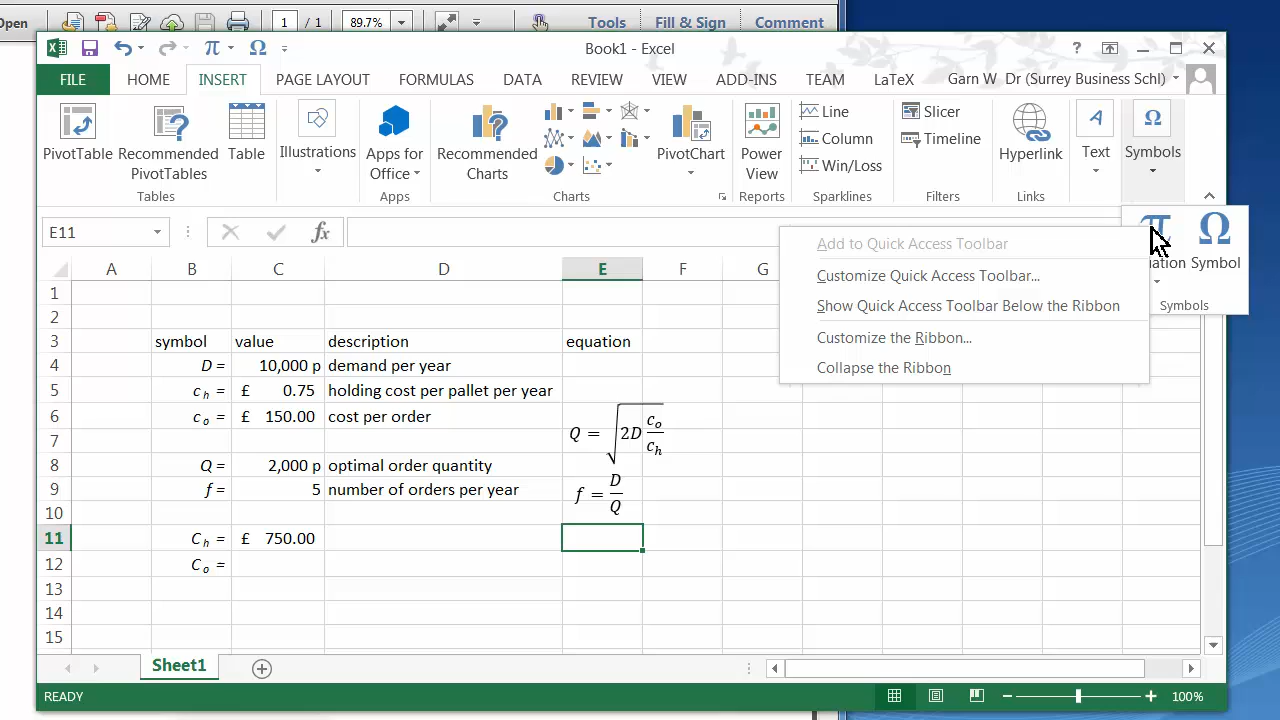 Open 1 / 1 89.7% Tools Fill & Sign Comment
π Ω Book1 - Excel ?
FILE HOME INSERT PAGE LAYOUT FORMULAS DATA REVIEW VIEW ADD-INS TEAM LaTeX Garn W Dr (Surrey Business Schl)
PivotTable Recommended PivotTables Table
Illustrations
Apps for Office
Recommended Charts
PivotChart
Power View
Line
Column
Win/Loss
Slicer
Timeline
Hyperlink
A
Text
Ω
Symbols
Tables Apps Charts Reports Sparklines Filters Links
E11 fx
π Ω
Symbol
Symbols
Add to Quick Access Toolbar
Customize Quick Access Toolbar...
Show Quick Access Toolbar Below the Ribbon
Customize the Ribbon...
Collapse the Ribbon
A B C D E F G
1
2
3 symbol value description equation
4 D = 10,000 p demand per year
5 c h = £ 0.75 holding cost per pallet per year
6 c o = £ 150.00 cost per order
7 Q = √2D c_o/c_h
8 Q = 2,000 p optimal order quantity
9 f = 5 number of orders per year f = D/Q
10
11 C h = £ 750.00
12 C o =
13
14
15
Sheet1
READY 100%